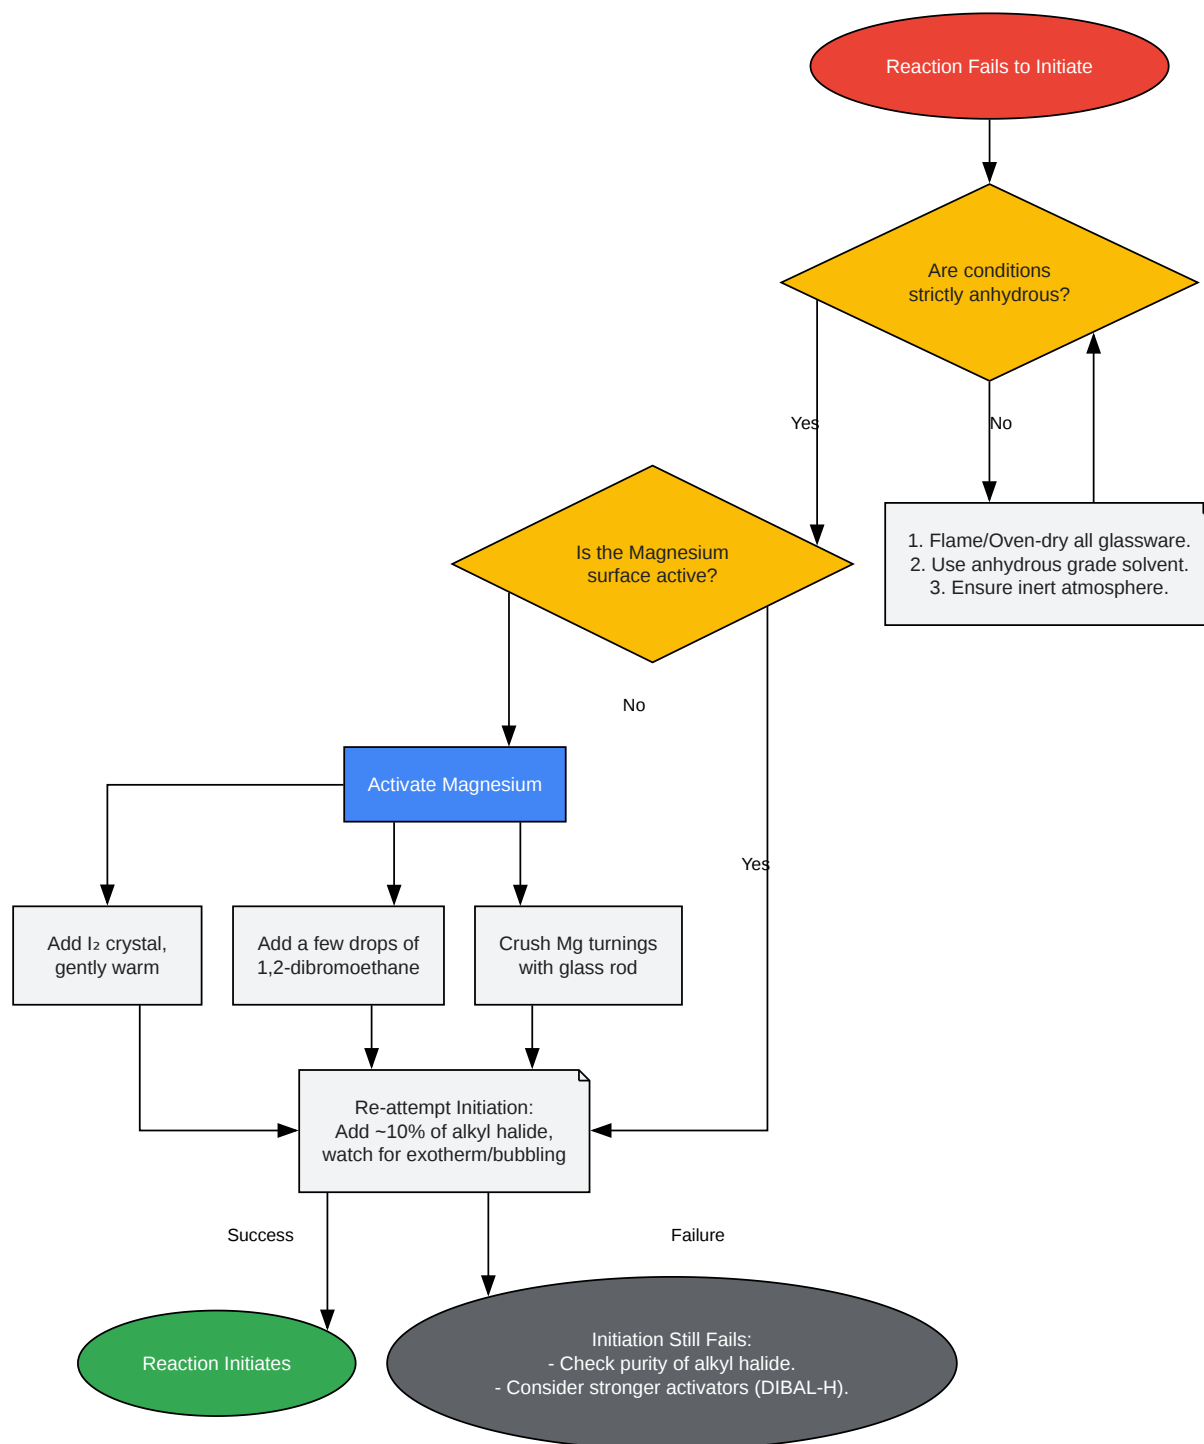 Reaction Fails to Initiate
Are conditions
strictly anhydrous?
Yes
No
1. Flame/Oven-dry all glassware.
2. Use anhydrous grade solvent.
3. Ensure inert atmosphere.
Is the Magnesium
surface active?
No
Activate Magnesium
Yes
Add I₂ crystal,
gently warm
Add a few drops of
1,2-dibromoethane
Crush Mg turnings
with glass rod
Re-attempt Initiation:
Add ~10% of alkyl halide,
watch for exotherm/bubbling
Success
Failure
Reaction Initiates
Initiation Still Fails:
- Check purity of alkyl halide.
- Consider stronger activators (DIBAL-H).